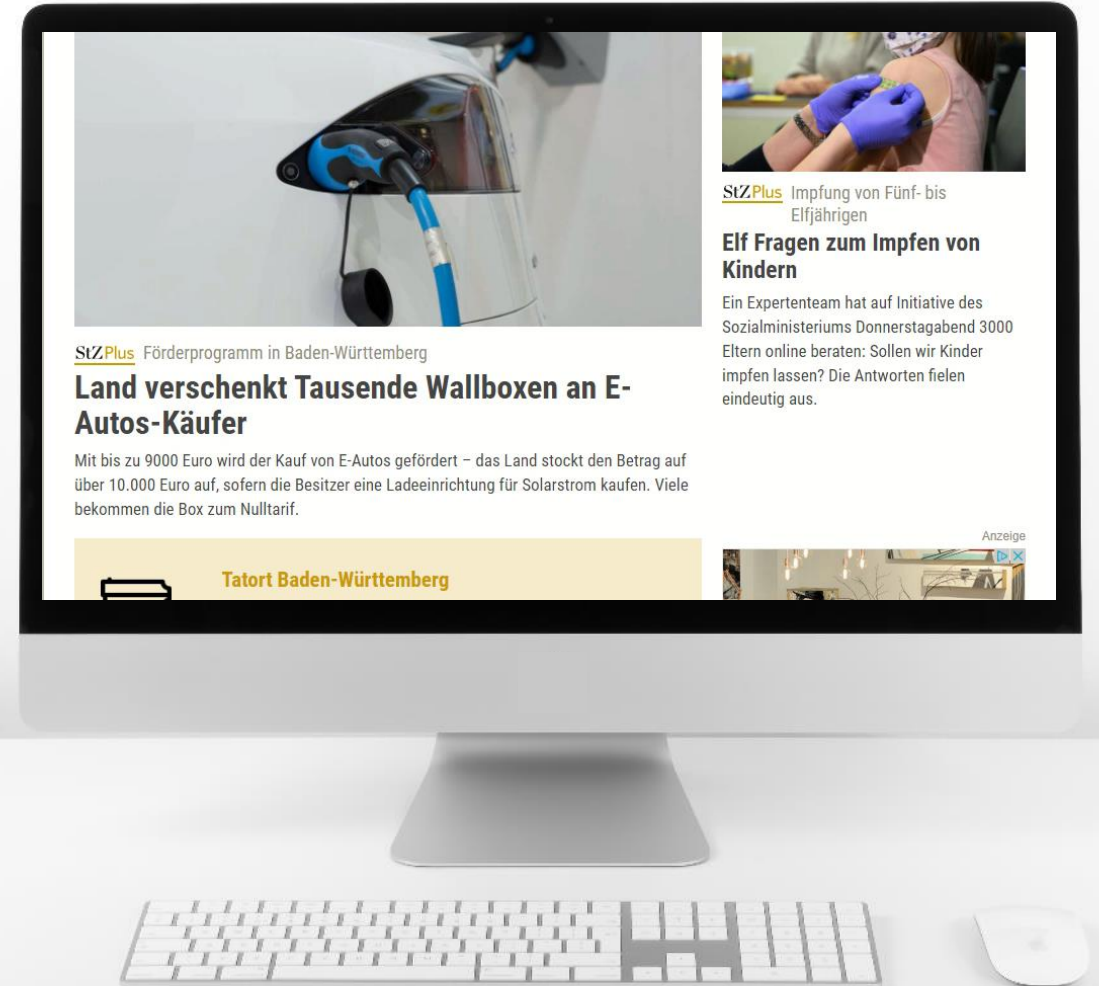 StZPlus Förderprogramm in Baden-Württemberg
Land verschenkt Tausende Wallboxen an E-
Autos-Käufer
Mit bis zu 9000 Euro wird der Kauf von E-Autos gefördert – das Land stockt den Betrag auf
über 10.000 Euro auf, sofern die Besitzer eine Ladeeinrichtung für Solarstrom kaufen. Viele
bekommen die Box zum Nulltarif.
Tatort Baden-Württemberg
StZPlus Impfung von Fünf- bis
Elfjährigen
Elf Fragen zum Impfen von
Kindern
Ein Expertenteam hat auf Initiative des
Sozialministeriums Donnerstagabend 3000
Eltern online beraten: Sollen wir Kinder
impfen lassen? Die Antworten fielen
eindeutig aus.
Anzeige